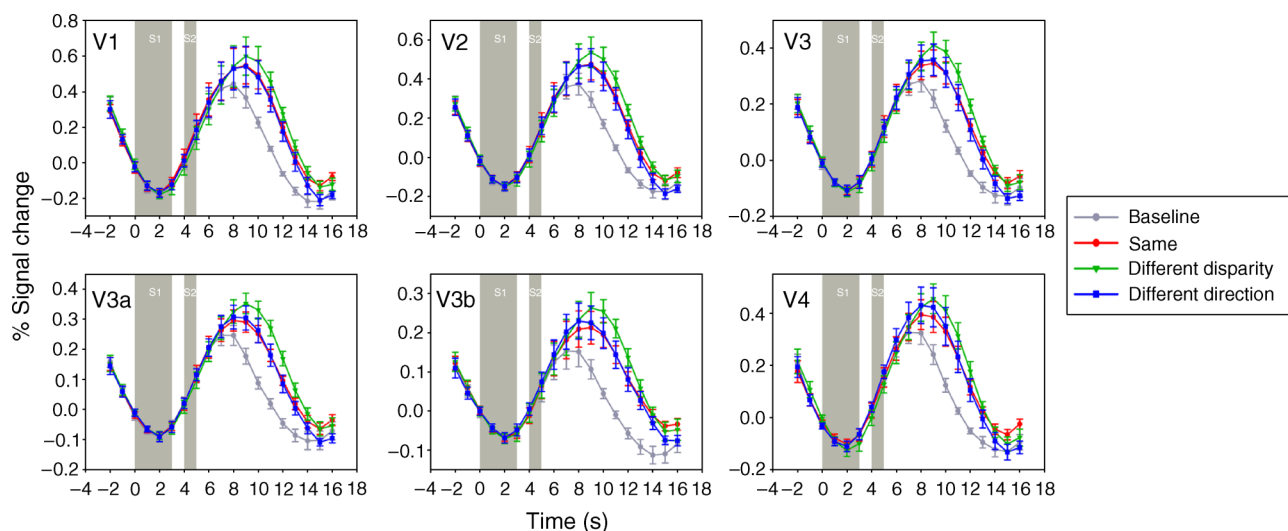 V1
S1 S2
0.8
0.6
0.4
0.2
0.0
−0.2
−4 −2 0 2 4 6 8 10 12 14 16 18
V2
S1 S2
0.6
0.4
0.2
0.0
−0.2
−4 −2 0 2 4 6 8 10 12 14 16 18
V3
S1 S2
0.4
0.2
0.0
−0.2
−4 −2 0 2 4 6 8 10 12 14 16 18
% Signal change
V3a
S1 S2
0.4
0.3
0.2
0.1
0.0
−0.1
−0.2
−4 −2 0 2 4 6 8 10 12 14 16 18
V3b
S1 S2
0.3
0.2
0.1
0.0
−0.1
−4 −2 0 2 4 6 8 10 12 14 16 18
V4
S1 S2
0.4
0.2
0.0
−0.2
−4 −2 0 2 4 6 8 10 12 14 16 18
Time (s)
Baseline
Same
Different disparity
Different direction